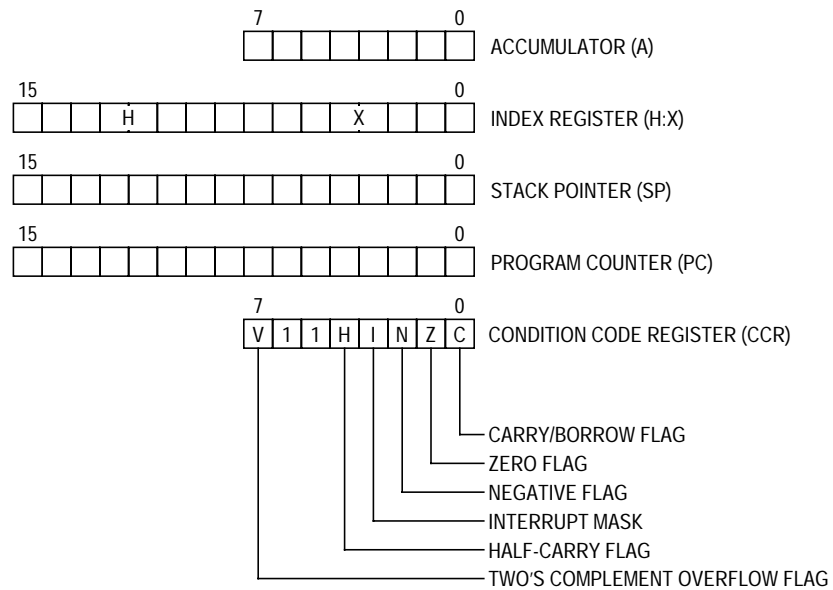 7 0
ACCUMULATOR (A)
15 0
H X INDEX REGISTER (H:X)
15 0
STACK POINTER (SP)
15 0
PROGRAM COUNTER (PC)
7 0
V 1 1 H I N Z C CONDITION CODE REGISTER (CCR)
CARRY/BORROW FLAG
ZERO FLAG
NEGATIVE FLAG
INTERRUPT MASK
HALF-CARRY FLAG
TWO'S COMPLEMENT OVERFLOW FLAG